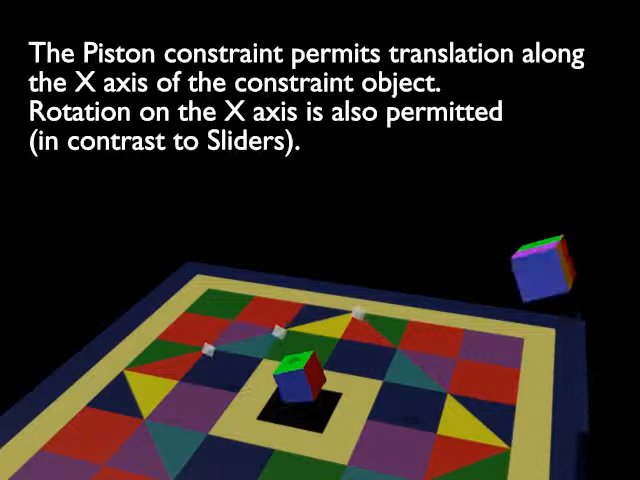 The Piston constraint permits translation along
the X axis of the constraint object.
Rotation on the X axis is also permitted
(in contrast to Sliders).